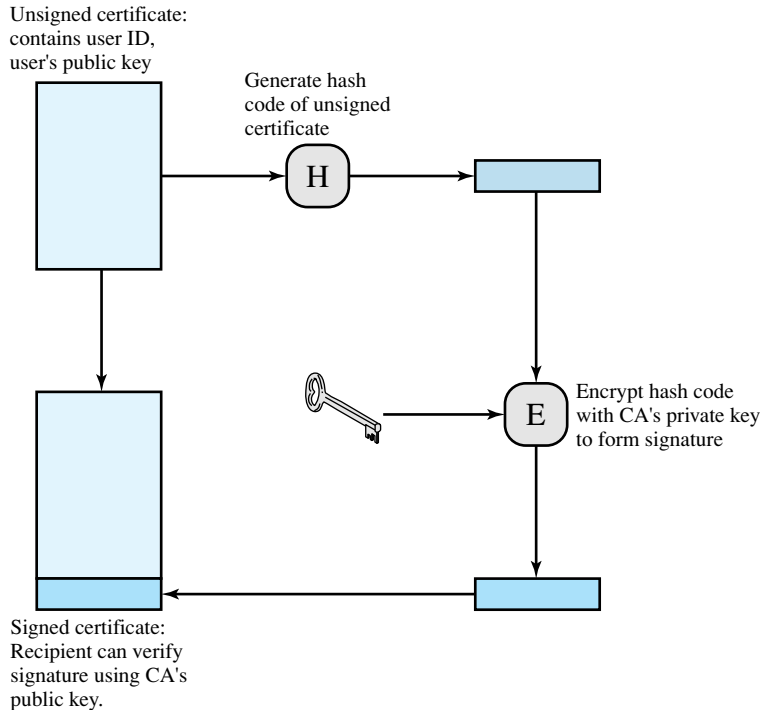 Unsigned certificate:
contains user ID,
user's public key
Generate hash
code of unsigned
certificate
H
Encrypt hash code
with CA's private key
to form signature
E
Signed certificate:
Recipient can verify
signature using CA's
public key.